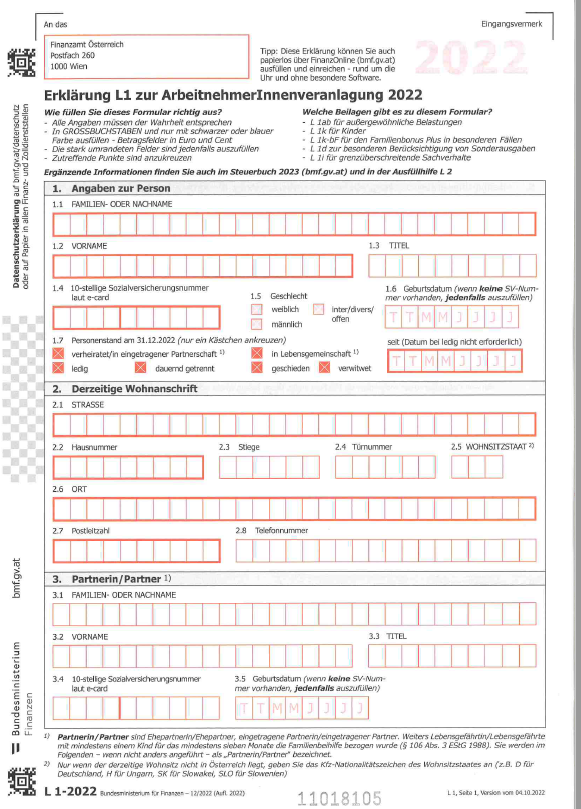 An das
Eingangsvermerk
Finanzamt Österreich
Postfach 260
1000 Wien
Tipp: Diese Erklärung können Sie auch
papierlos über FinanzOnline (bmf.gv.at)
ausfüllen und einreichen - rund um die
Uhr und ohne besondere Software.
2022
Erklärung L1 zur ArbeitnehmerInnenveranlagung 2022
Wie füllen Sie dieses Formular richtig aus?
- Alle Angaben müssen der Wahrheit entsprechen
- In GROSSBUCHSTABEN und nur mit schwarzer oder blauer
Farbe ausfüllen - Betragsfelder in Euro und Cent
- Die stark umrandeten Felder sind jedenfalls auszufüllen
- Zutreffende Punkte sind anzukreuzen
Welche Beilagen gibt es zu diesem Formular?
- L 1ab für außergewöhnliche Belastungen
- L 1k für Kinder
- L 1k-bF für den Familienbonus Plus in besonderen Fällen
- L 1d zur besonderen Berücksichtigung von Sonderausgaben
- L 1i für grenzüberschreitende Sachverhalte
Ergänzende Informationen finden Sie auch im Steuerbuch 2023 (bmf.gv.at) und in der Ausfüllhilfe L 2
Datenschutzerklärung auf bmf.gv.at/datenschutz
oder auf Papier in allen Finanz- und Zolldienststellen
1. Angaben zur Person
1.1 FAMILIEN- ODER NACHNAME
1.2 VORNAME
1.3 TITEL
1.4 10-stellige Sozialversicherungsnummer
laut e-card
1.5 Geschlecht
weiblich
inter/divers/
offen
männlich
1.6 Geburtsdatum (wenn keine SV-Num-
mer vorhanden, jedenfalls auszufüllen)
T T M M J J J J
1.7 Personenstand am 31.12.2022 (nur ein Kästchen ankreuzen)
seit (Datum bei ledig nicht erforderlich)
verheiratet/in eingetragener Partnerschaft 1)
in Lebensgemeinschaft 1)
T T M M J J J J
ledig
dauernd getrennt
geschieden
verwitwet
2. Derzeitige Wohnanschrift
2.1 STRASSE
2.2 Hausnummer
2.3 Stiege
2.4 Türnummer
2.5 WOHNSITZSTAAT 2)
2.6 ORT
2.7 Postleitzahl
2.8 Telefonnummer
3. Partnerin/Partner 1)
3.1 FAMILIEN- ODER NACHNAME
3.2 VORNAME
3.3 TITEL
3.4 10-stellige Sozialversicherungsnummer
laut e-card
3.5 Geburtsdatum (wenn keine SV-Num-
mer vorhanden, jedenfalls auszufüllen)
T T M M J J J J
bmf.gv.at
Bundesministerium
Finanzen
1) Partnerin/Partner sind Ehepartnerin/Ehepartner, eingetragene Partnerin/eingetragener Partner. Weiters Lebensgefährtin/Lebensgefährte
mit mindestens einem Kind für das mindestens sieben Monate die Familienbeihilfe bezogen wurde (§ 106 Abs. 3 EStG 1988). Sie werden im
Folgenden – wenn nicht anders angeführt – als „Partnerin/Partner" bezeichnet.
2) Nur wenn der derzeitige Wohnsitz nicht in Österreich liegt, geben Sie das Kfz-Nationalitätszeichen des Wohnsitzstaates an (z.B. D für
Deutschland, H für Ungarn, SK für Slowakei, SLO für Slowenien)
L 1-2022 Bundesministerium für Finanzen – 12/2022 (Aufl. 2022)
11018105
L 1, Seite 1, Version vom 04.10.2022